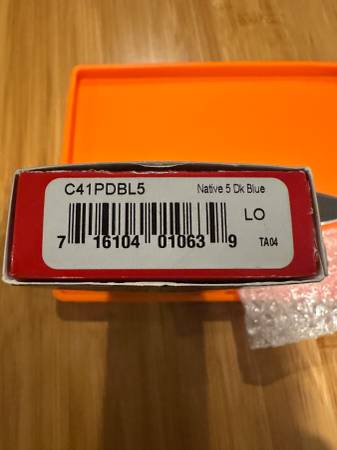 C41PDBL5 Native 5 Dk Blue
LO
7 16104 01063 9 TA04